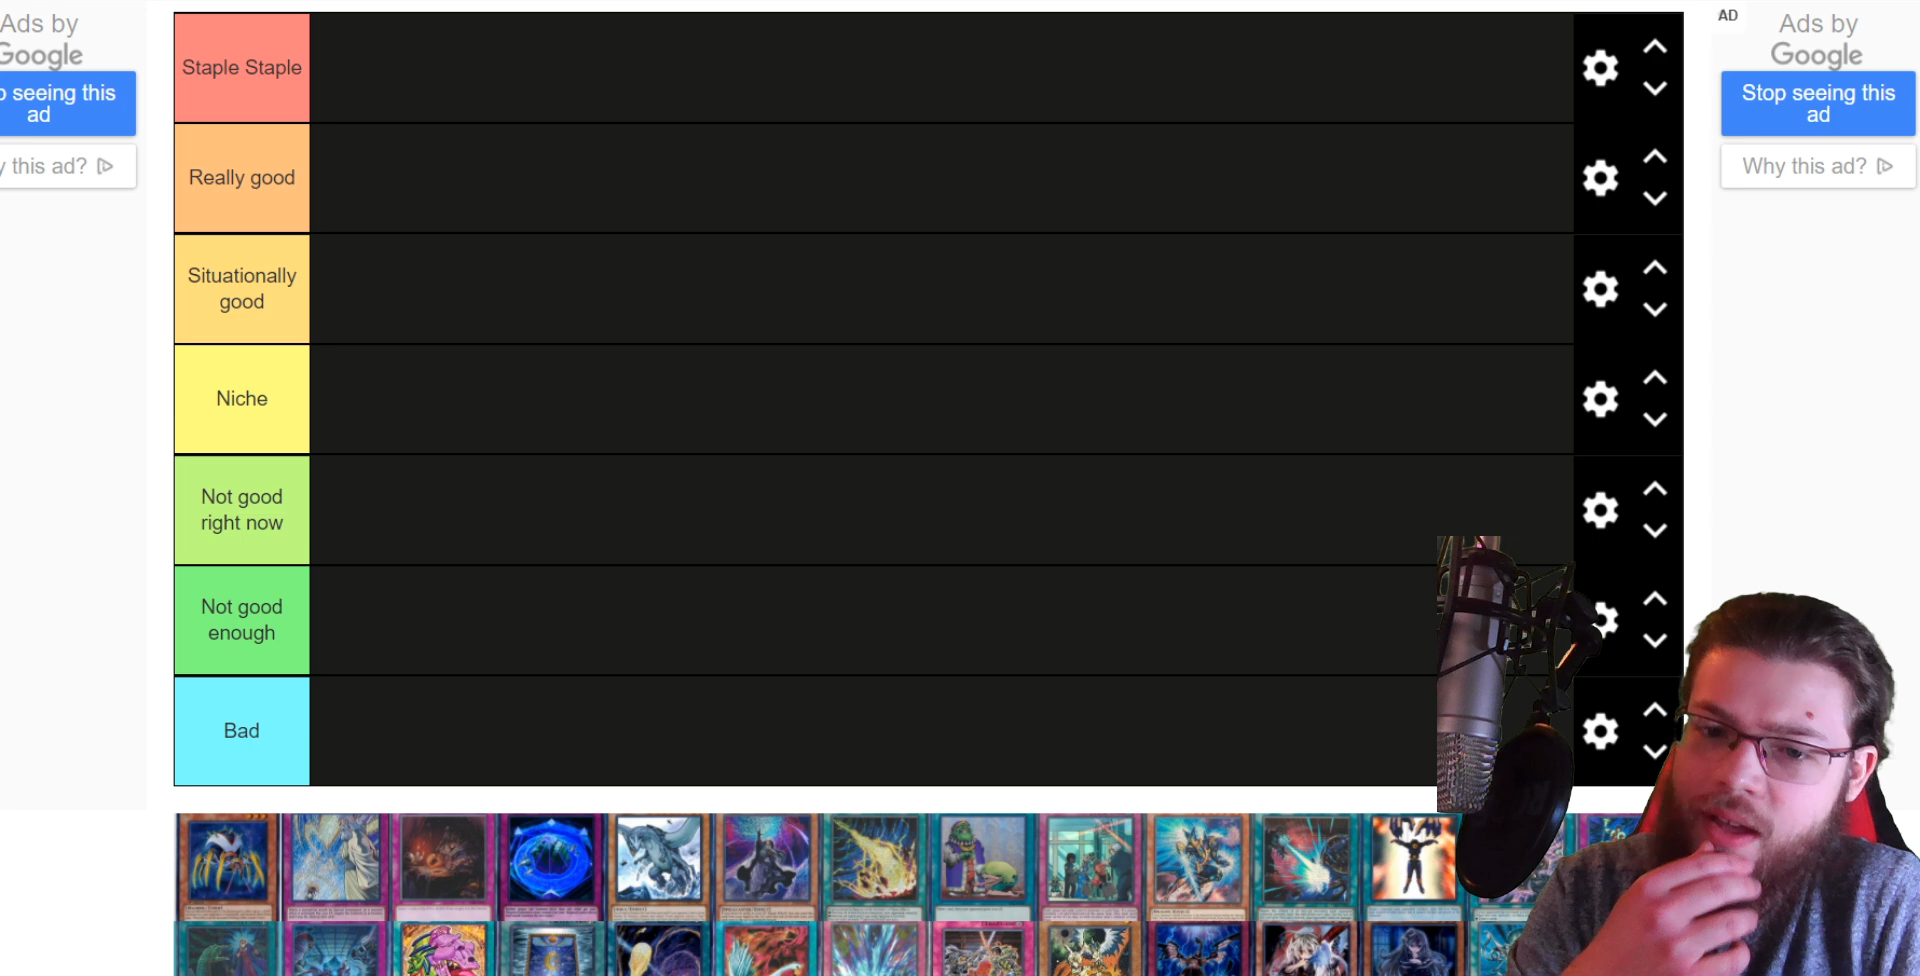 Ads by
Google
o seeing this
ad
y this ad?
Staple Staple
Really good
Situationally
good
Niche
Not good
right now
Not good
enough
Bad
AD
Ads by
Google
Stop seeing this
ad
Why this ad?